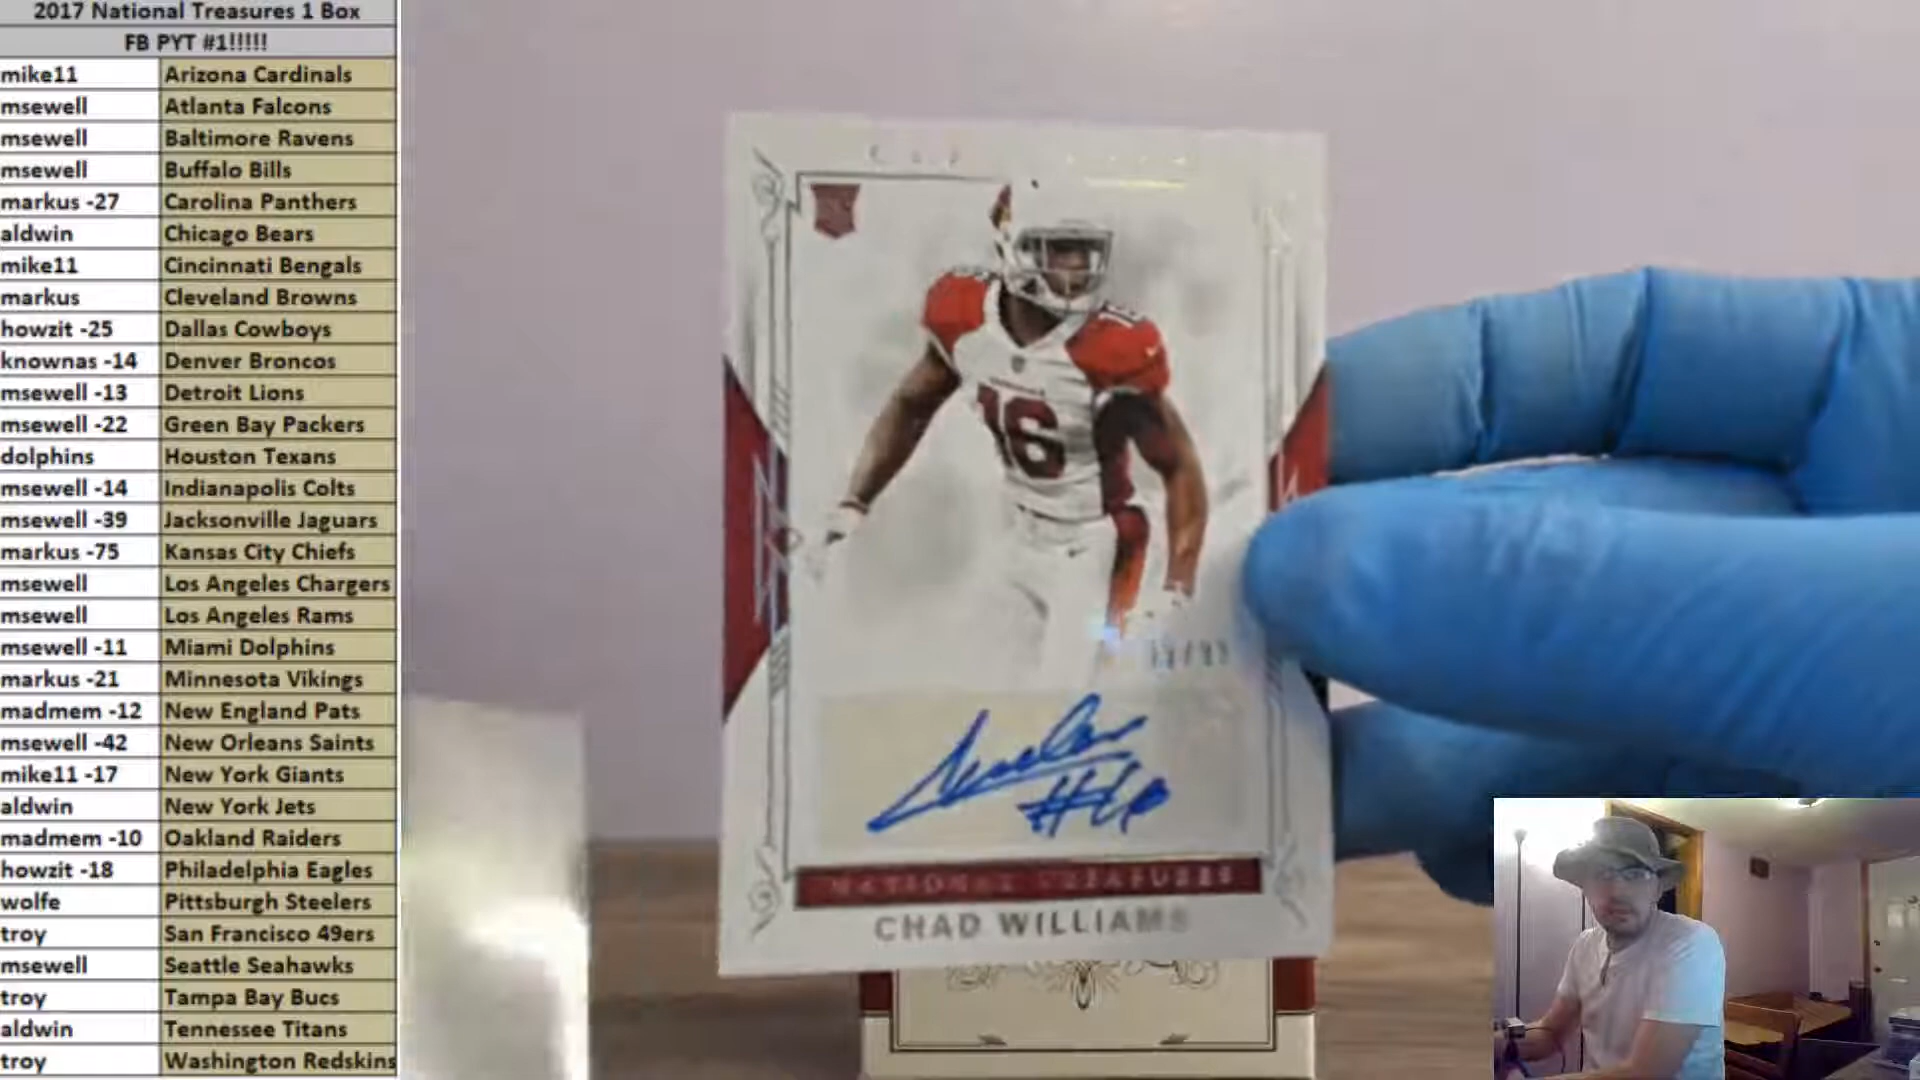 2017 National Treasures 1 Box
FB PYT #1!!!!!
mike11 Arizona Cardinals
msewell Atlanta Falcons
msewell Baltimore Ravens
msewell Buffalo Bills
markus -27 Carolina Panthers
aldwin Chicago Bears
mike11 Cincinnati Bengals
markus Cleveland Browns
howzit -25 Dallas Cowboys
knownas -14 Denver Broncos
msewell -13 Detroit Lions
msewell -22 Green Bay Packers
dolphins Houston Texans
msewell -14 Indianapolis Colts
msewell -39 Jacksonville Jaguars
markus -75 Kansas City Chiefs
msewell Los Angeles Chargers
msewell Los Angeles Rams
msewell -11 Miami Dolphins
markus -21 Minnesota Vikings
madmem -12 New England Pats
msewell -42 New Orleans Saints
mike11 -17 New York Giants
aldwin New York Jets
madmem -10 Oakland Raiders
howzit -18 Philadelphia Eagles
wolfe Pittsburgh Steelers
troy San Francisco 49ers
msewell Seattle Seahawks
troy Tampa Bay Bucs
aldwin Tennessee Titans
troy Washington Redskins
16
16
NATIONAL TREASURES
CHAD WILLIAMS